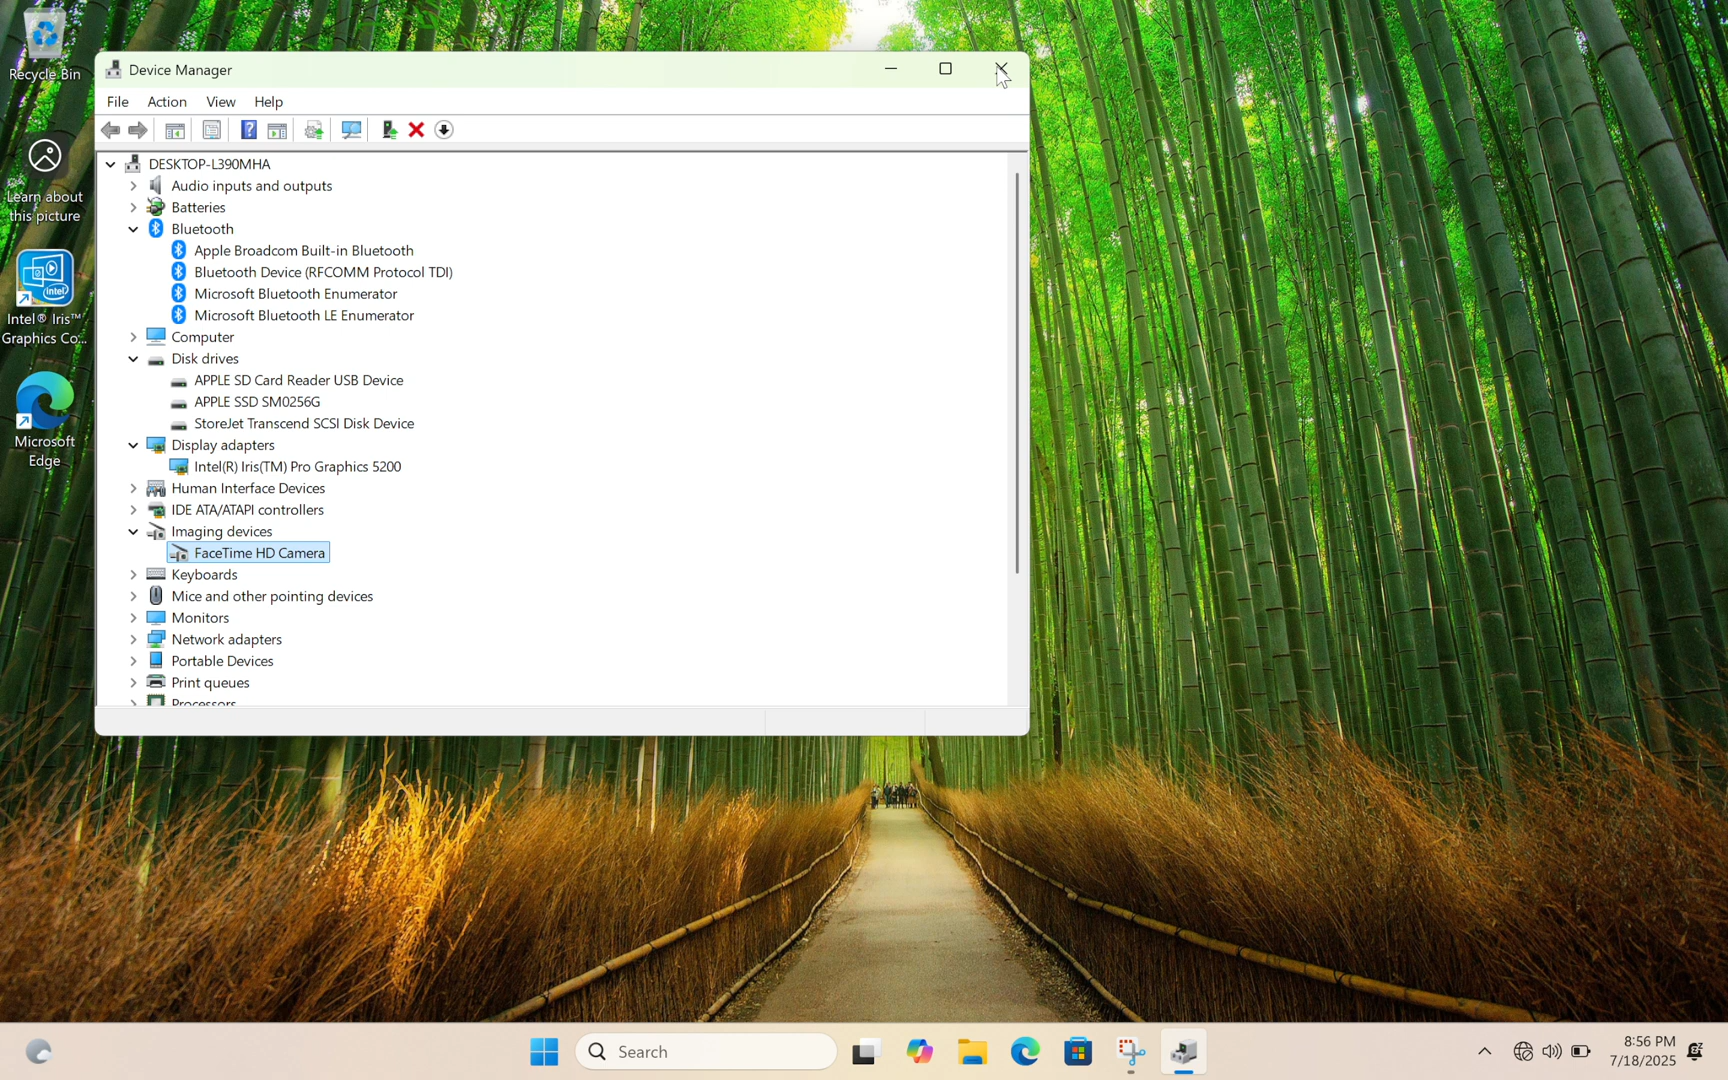 Recycle Bin
Learn about
this picture
intel
Intel® Iris™
Graphics Co...
Microsoft
Edge
Device Manager
File Action View Help
DESKTOP-L390MHA
Audio inputs and outputs
Batteries
Bluetooth
Apple Broadcom Built-in Bluetooth
Bluetooth Device (RFCOMM Protocol TDI)
Microsoft Bluetooth Enumerator
Microsoft Bluetooth LE Enumerator
Computer
Disk drives
APPLE SD Card Reader USB Device
APPLE SSD SM0256G
StoreJet Transcend SCSI Disk Device
Display adapters
Intel(R) Iris(TM) Pro Graphics 5200
Human Interface Devices
IDE ATA/ATAPI controllers
Imaging devices
FaceTime HD Camera
Keyboards
Mice and other pointing devices
Monitors
Network adapters
Portable Devices
Print queues
Processors
Search
8:56 PM
7/18/2025